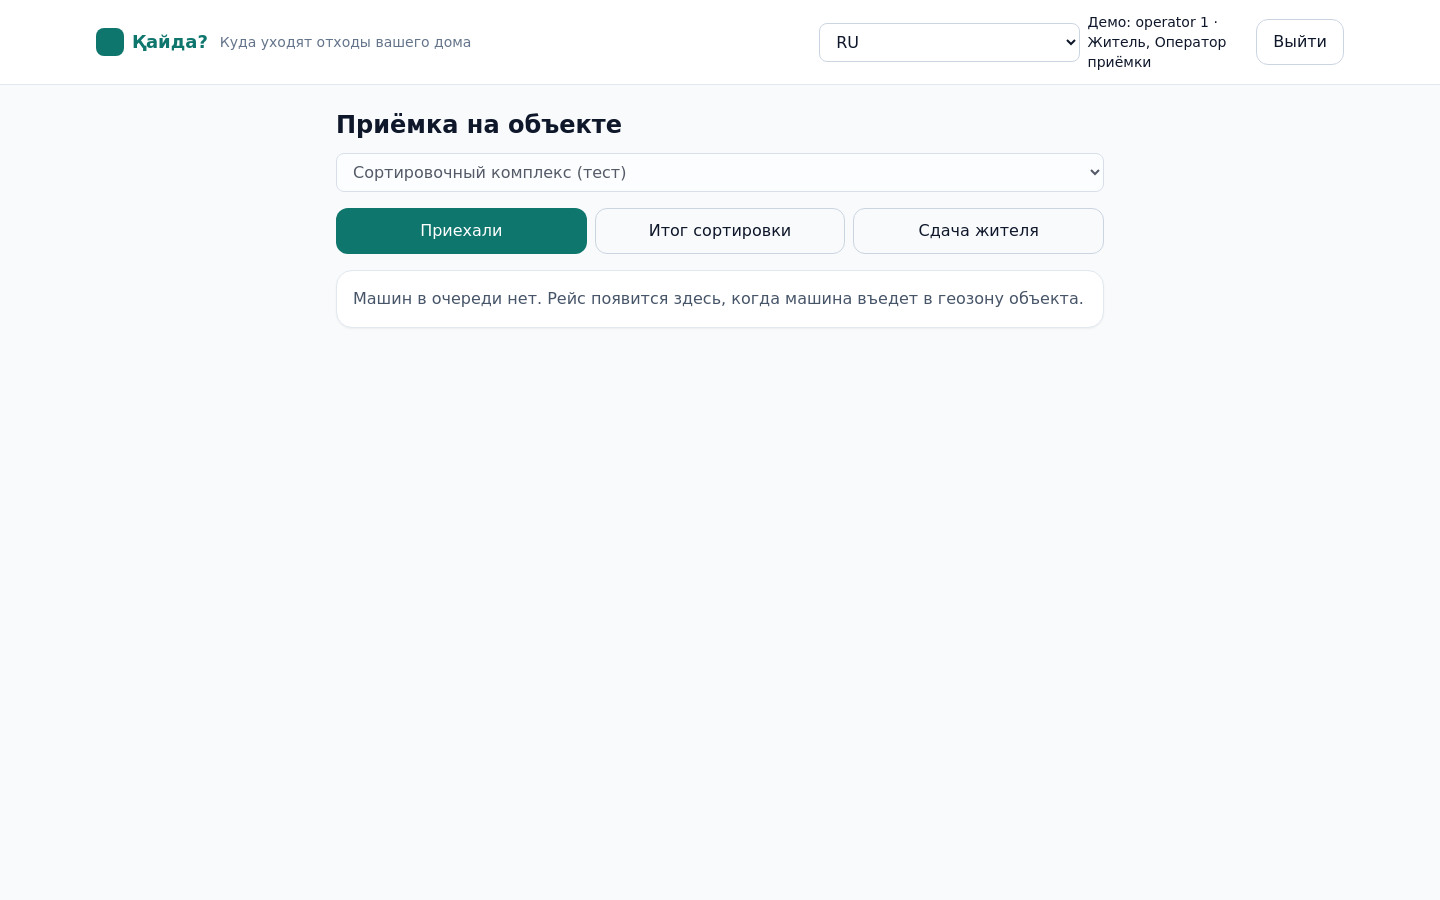 Қайда?
Куда уходят отходы вашего дома
RU
Демо: operator 1 ·
Житель, Оператор
приёмки
Выйти
Приёмка на объекте
Сортировочный комплекс (тест)
Приехали
Итог сортировки
Сдача жителя
Машин в очереди нет. Рейс появится здесь, когда машина въедет в геозону объекта.